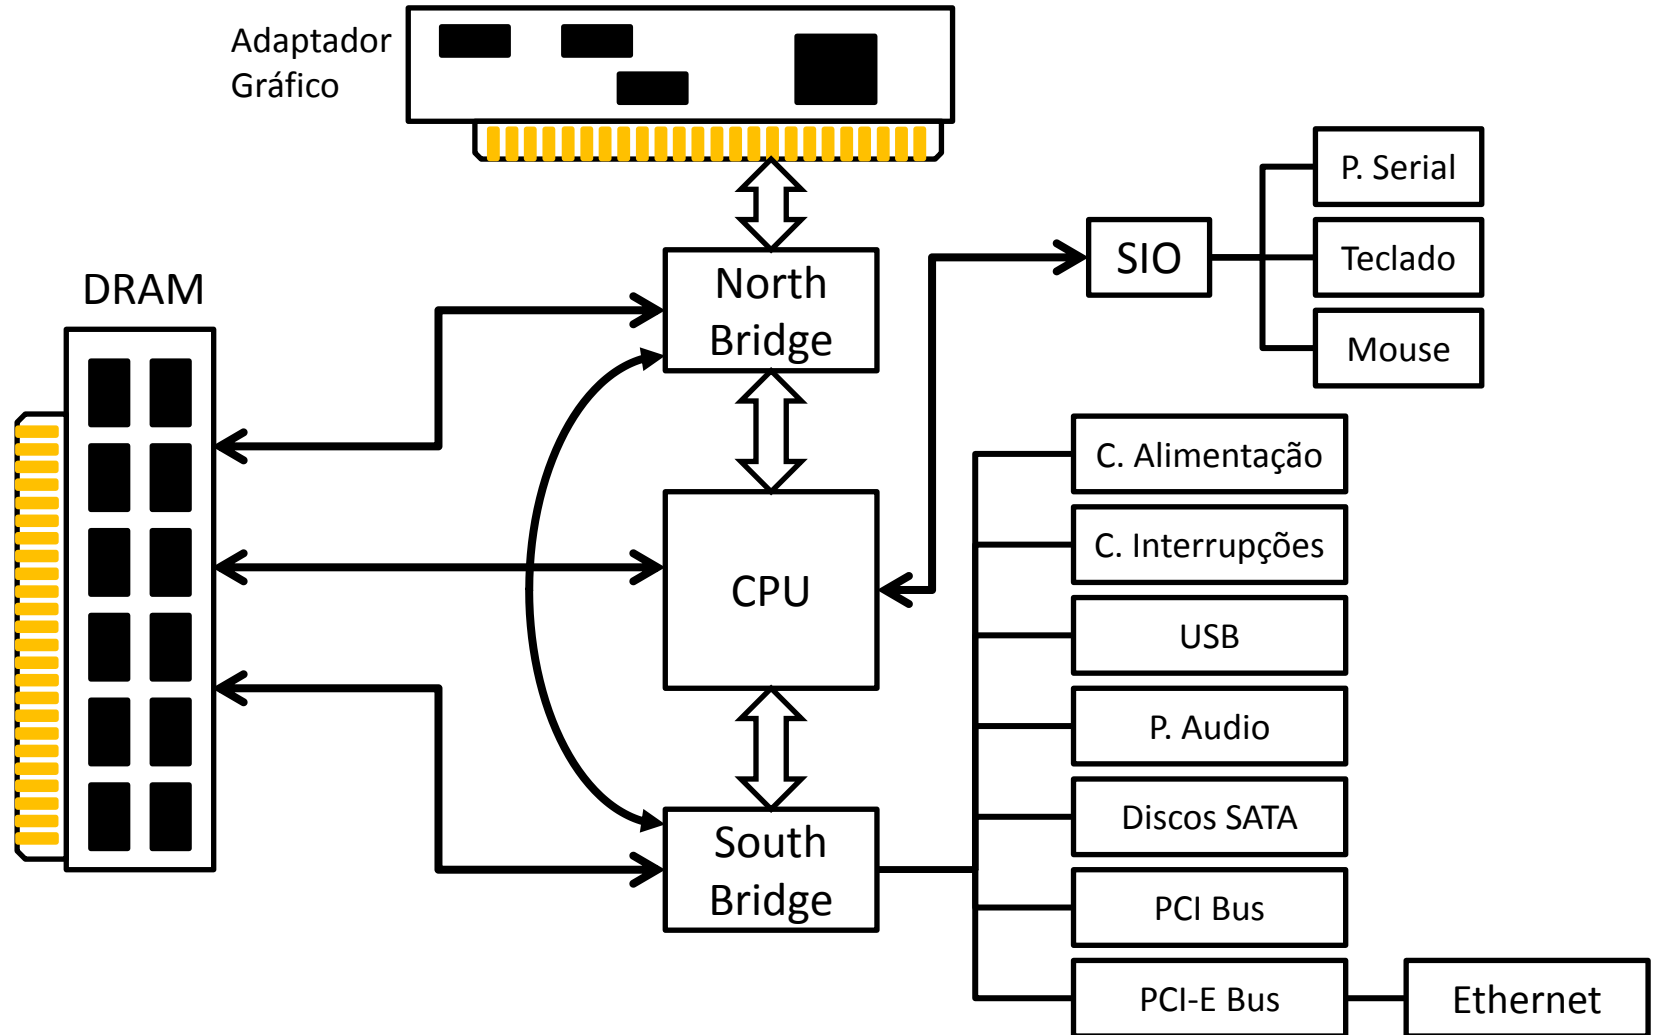 Adaptador
Gráfico
P. Serial
SIO
Teclado
Mouse
North
Bridge
DRAM
C. Alimentação
C. Interrupções
CPU
USB
P. Audio
Discos SATA
South
Bridge
PCI Bus
PCI-E Bus
Ethernet